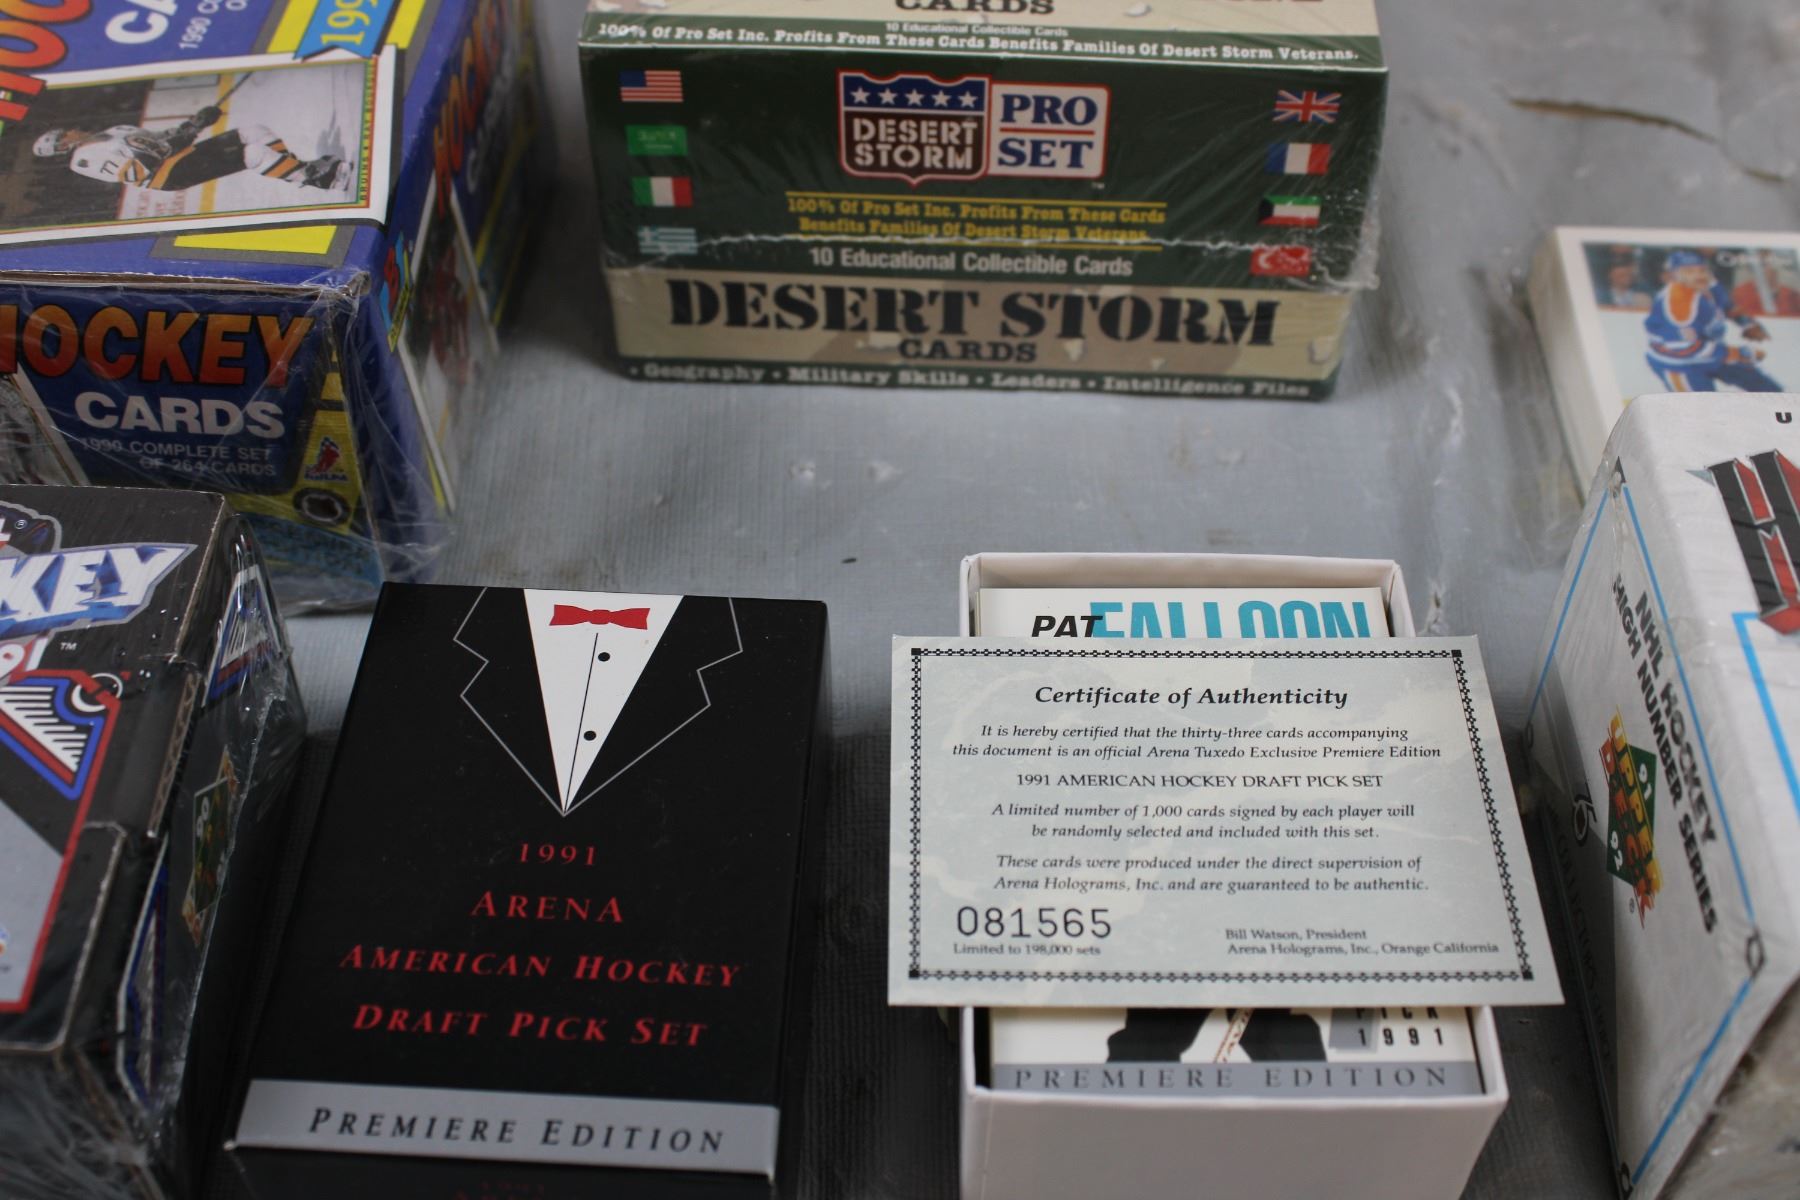 1990
77
HOCKEY
CARDS
1990 COMPLETE SET
OF 264 CARDS
CARDS
10 Educational Collectible Cards
100% Of Pro Set Inc. Profits From These Cards Benefits Families Of Desert Storm Veterans.
DESERT
STORM
PRO
SET
™
100% Of Pro Set Inc. Profits From These Cards
Benefits Families Of Desert Storm Veterans
10 Educational Collectible Cards
DESERT STORM
CARDS
• Geography • Military Skills • Leaders • Intelligence Files
1991
ARENA
AMERICAN HOCKEY
DRAFT PICK SET
PREMIERE EDITION
PAT FALLOON
Certificate of Authenticity
It is hereby certified that the thirty-three cards accompanying
this document is an official Arena Tuxedo Exclusive Premiere Edition
1991 AMERICAN HOCKEY DRAFT PICK SET
A limited number of 1,000 cards signed by each player will
be randomly selected and included with this set.
These cards were produced under the direct supervision of
Arena Holograms, Inc. and are guaranteed to be authentic.
081565
Limited to 198,000 sets
Bill Watson, President
Arena Holograms, Inc., Orange California
PICK
1991
PREMIERE EDITION
NHL HOCKEY
HIGH NUMBER SERIES
91
UPPER
DECK
92